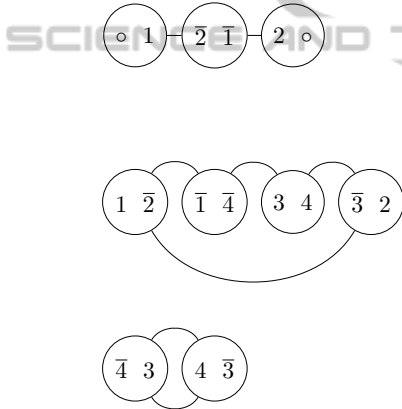 SCIENCE AND
∘ 1 2̅ 1̅ 2 ∘
1 2̅ 1̅ 4̅ 3 4 3̅ 2
4̅ 3 4 3̅